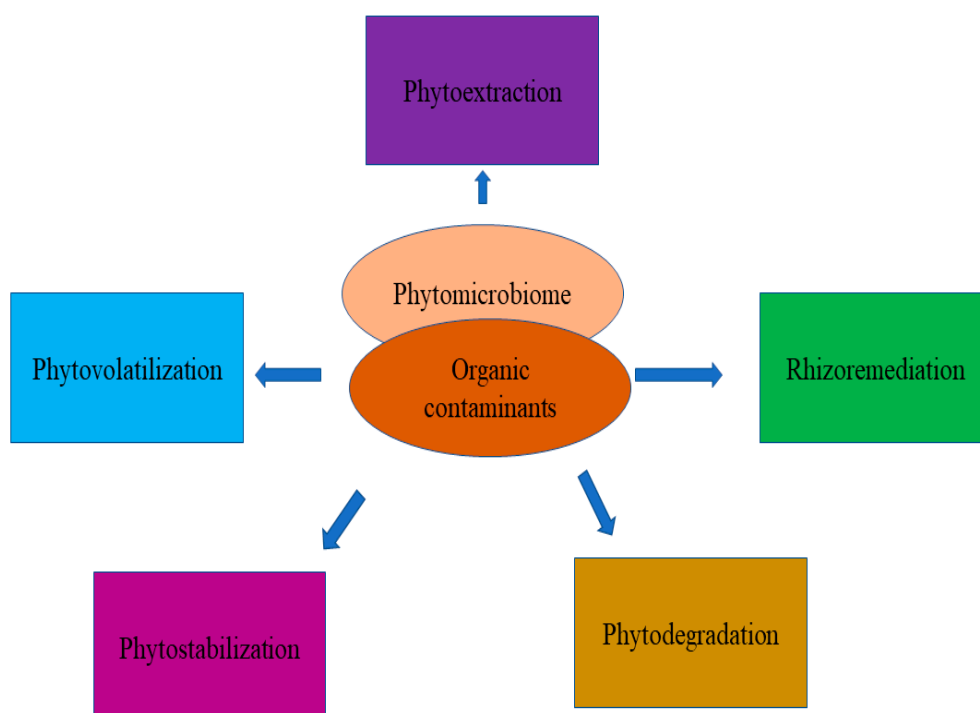 Phytoextraction
Phytomicrobiome
Phytovolatilization
Organic
contaminants
Rhizoremediation
Phytostabilization
Phytodegradation